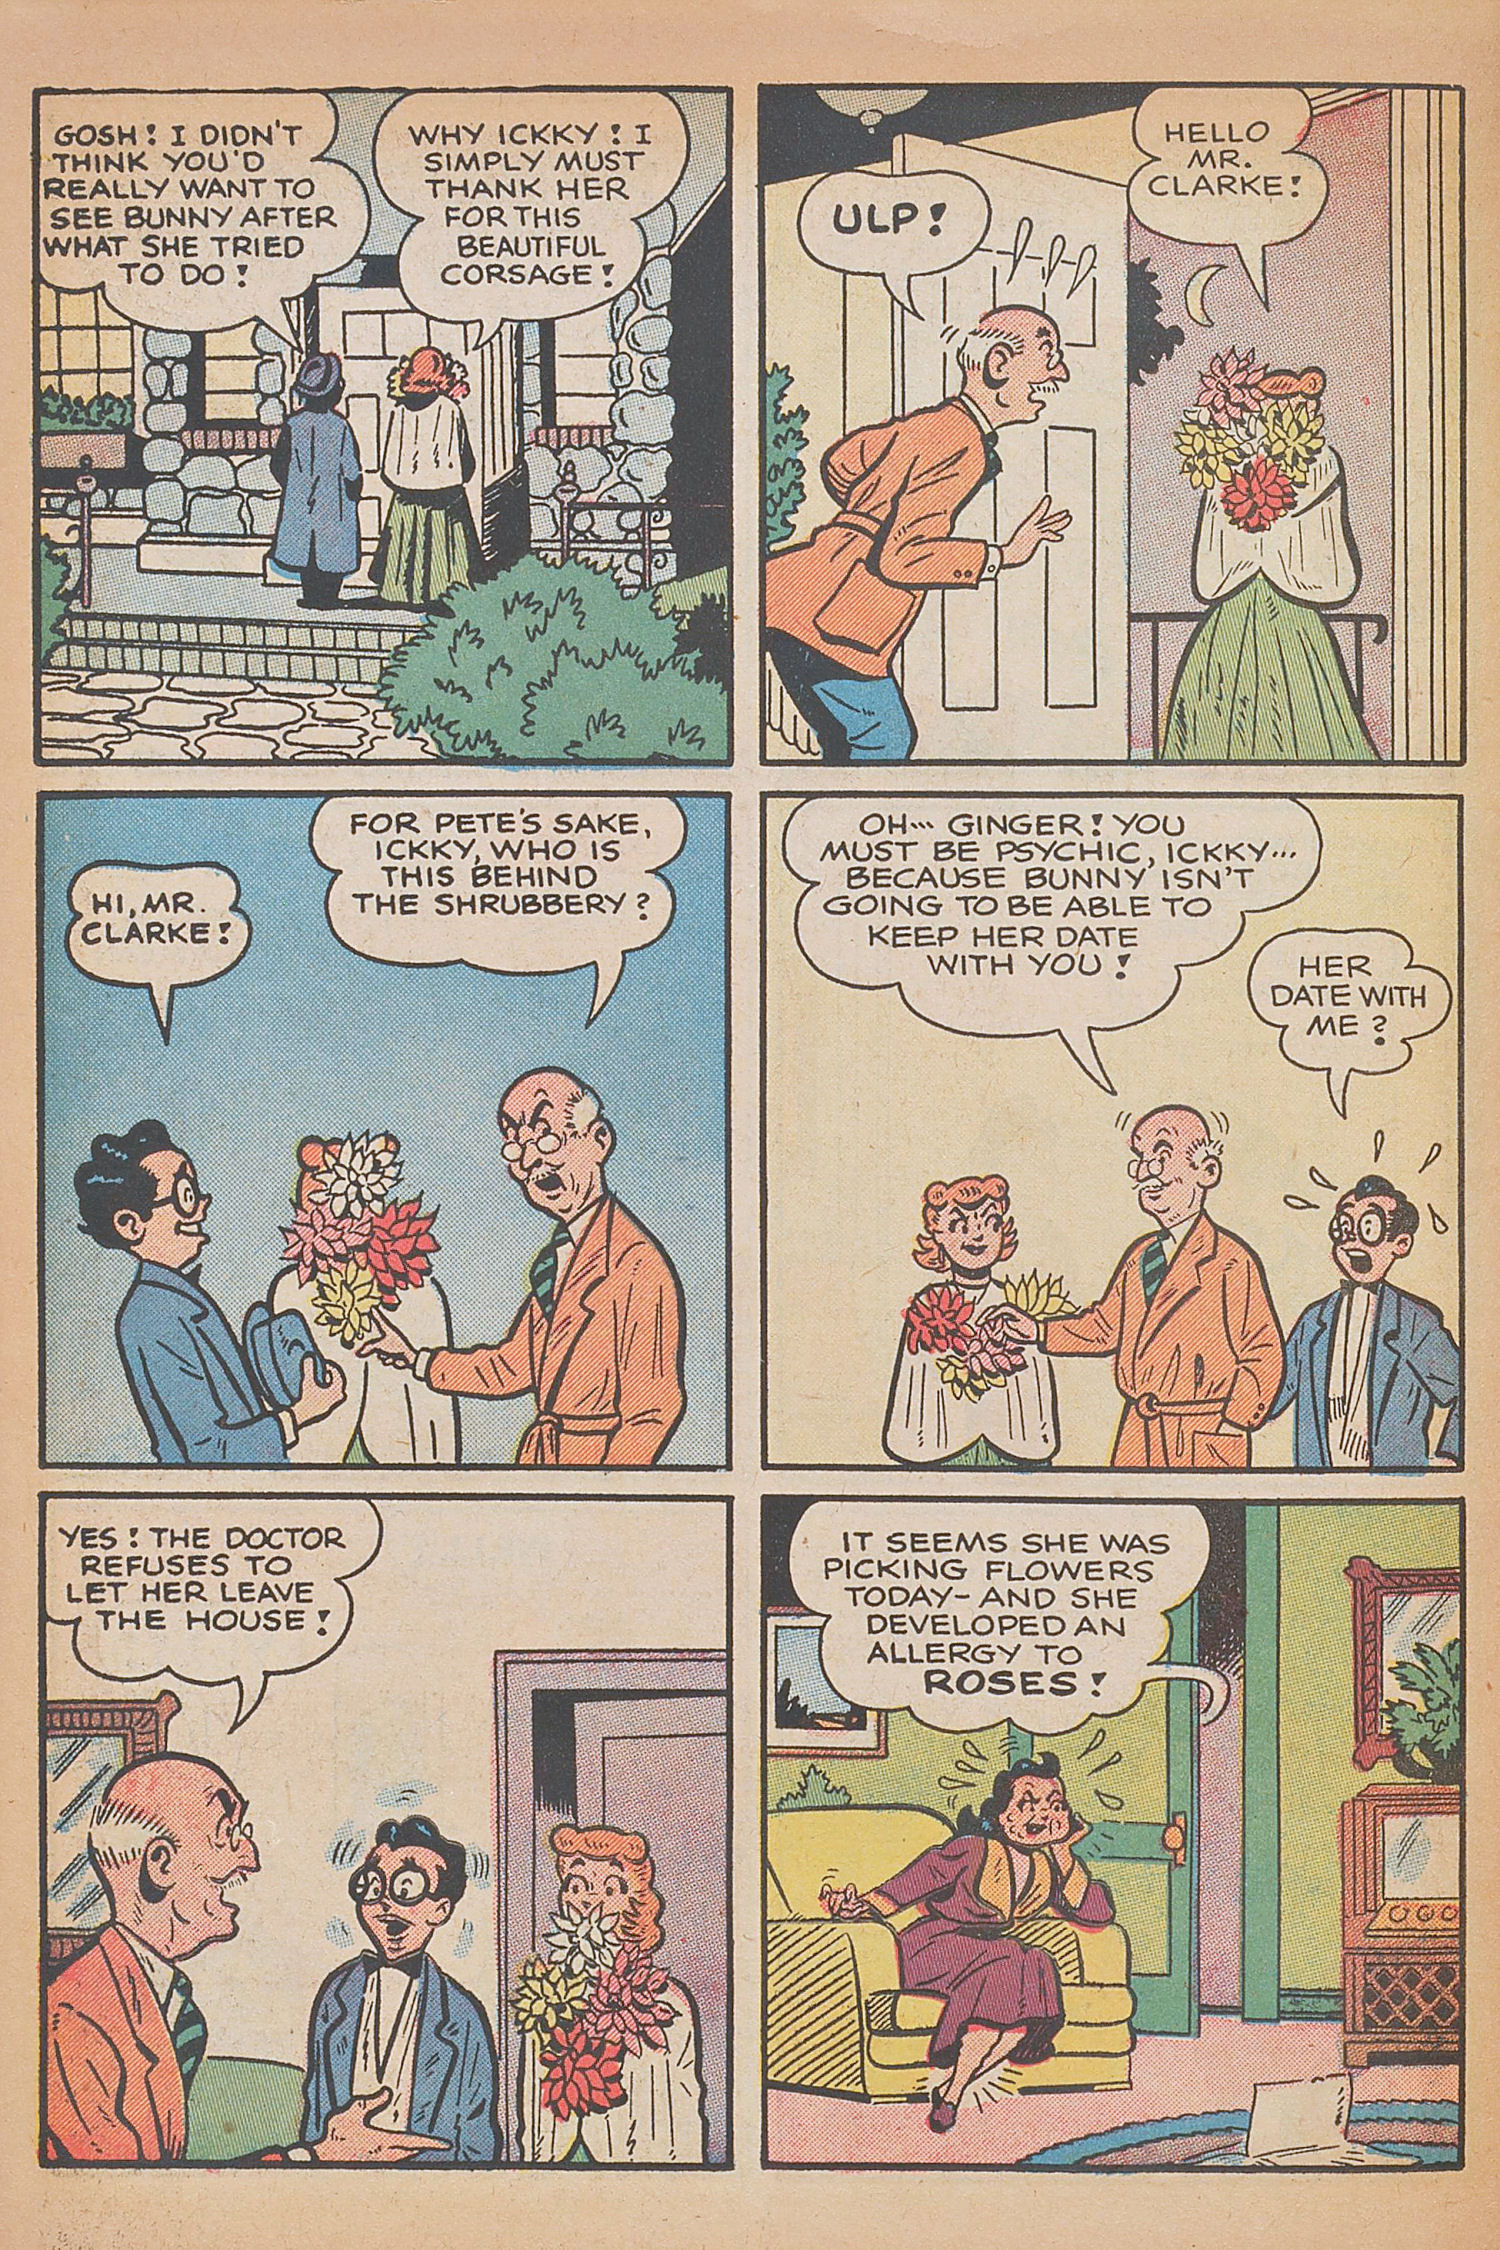 GOSH! I DIDN'T
THINK YOU'D
REALLY WANT TO
SEE BUNNY AFTER
WHAT SHE TRIED
TO DO!
WHY ICKKY! I
SIMPLY MUST
THANK HER
FOR THIS
BEAUTIFUL
CORSAGE!
ULP!
HELLO
MR.
CLARKE!
HI, MR.
CLARKE!
FOR PETE'S SAKE,
ICKKY, WHO IS
THIS BEHIND
THE SHRUBBERY?
OH... GINGER! YOU
MUST BE PSYCHIC, ICKKY...
BECAUSE BUNNY ISN'T
GOING TO BE ABLE TO
KEEP HER DATE
WITH YOU!
HER
DATE WITH
ME?
YES! THE DOCTOR
REFUSES TO
LET HER LEAVE
THE HOUSE!
IT SEEMS SHE WAS
PICKING FLOWERS
TODAY- AND SHE
DEVELOPED AN
ALLERGY TO
ROSES!